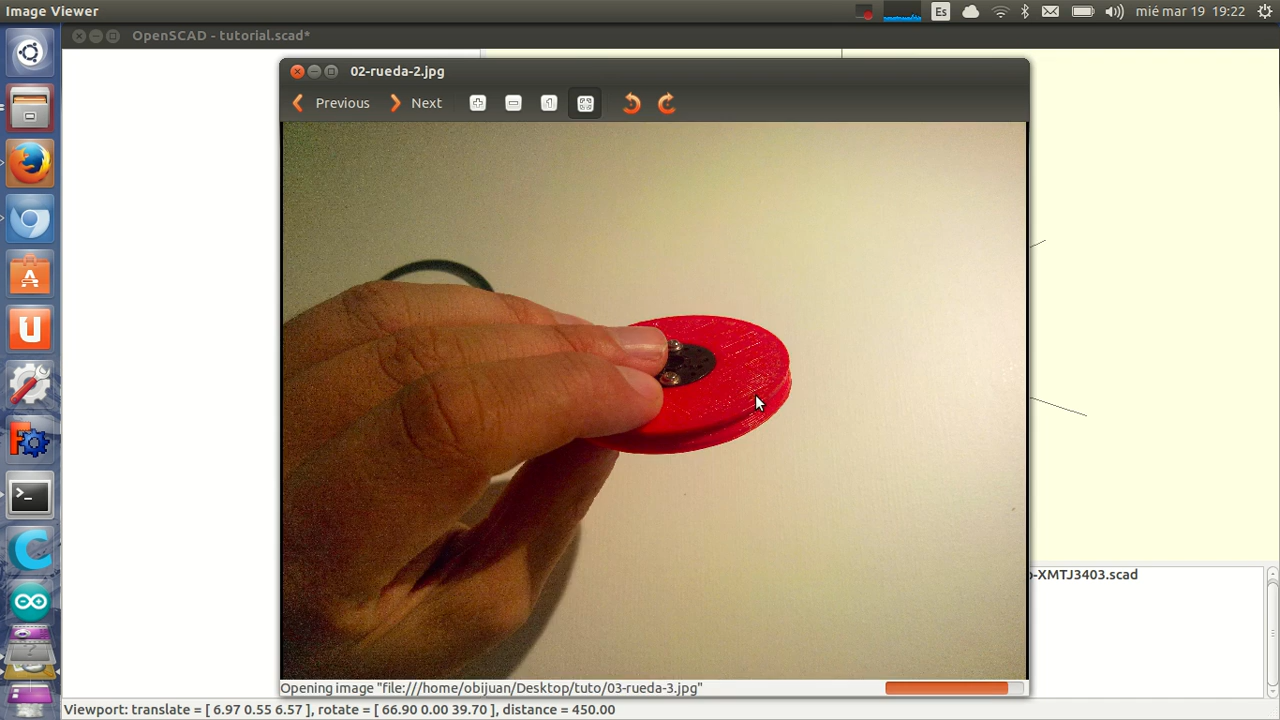 Image Viewer
Es
mié mar 19 19:22
OpenSCAD - tutorial.scad*
02-rueda-2.jpg
Previous
Next
-XMTJ3403.scad
Opening image "file:///home/obijuan/Desktop/tuto/03-rueda-3.jpg"
Viewport: translate = [ 6.97 0.55 6.57 ], rotate = [ 66.90 0.00 39.70 ], distance = 450.00